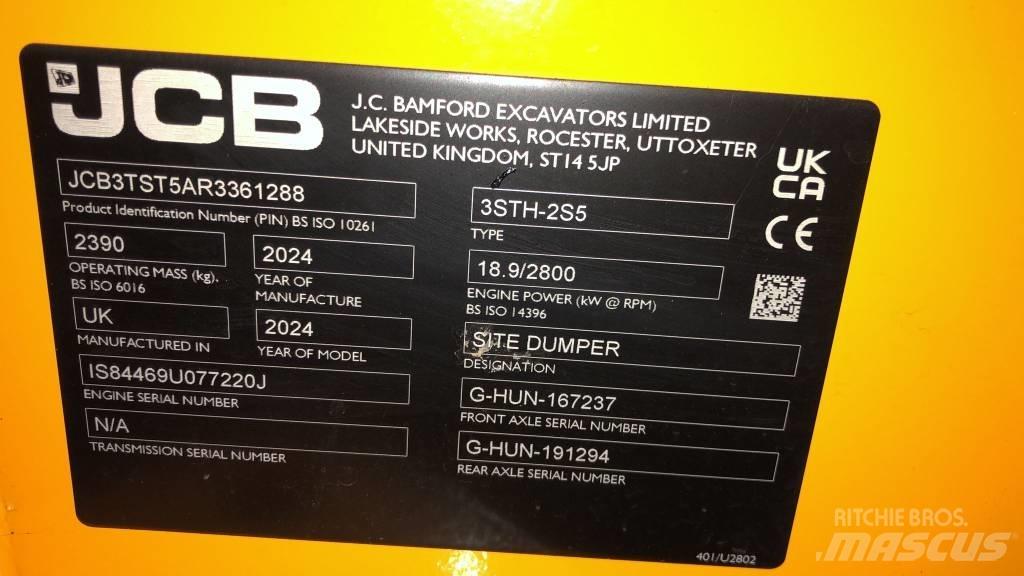 JCB
J.C. BAMFORD EXCAVATORS LIMITED
LAKESIDE WORKS, ROCESTER, UTTOXETER
UNITED KINGDOM, ST14 5JP
UK
CA
CE
JCB3TST5AR3361288
Product Identification Number (PIN) BS ISO 10261
2390
OPERATING MASS (kg).
BS ISO 6016
2024
YEAR OF
MANUFACTURE
UK
MANUFACTURED IN
2024
YEAR OF MODEL
IS84469U077220J
ENGINE SERIAL NUMBER
N/A
TRANSMISSION SERIAL NUMBER
3STH-2S5
TYPE
18.9/2800
ENGINE POWER (kW @ RPM)
BS ISO 14396
SITE DUMPER
DESIGNATION
G-HUN-167237
FRONT AXLE SERIAL NUMBER
G-HUN-191294
REAR AXLE SERIAL NUMBER
401/U2802
RITCHIE BROS.
MASCUS